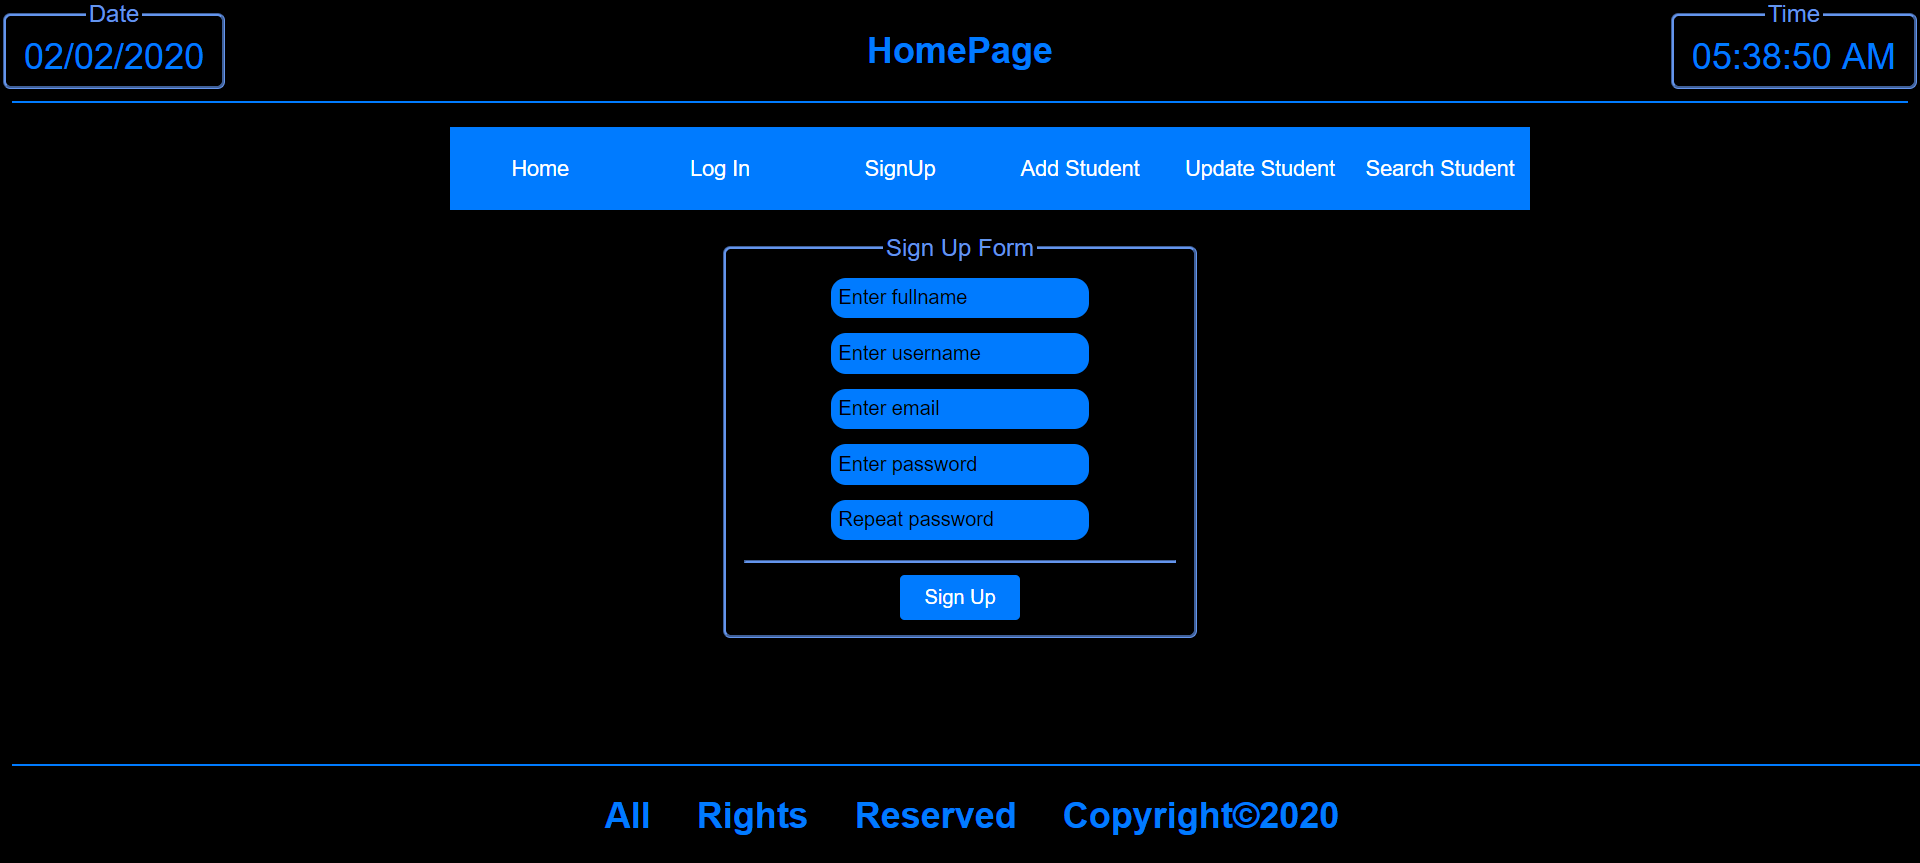 Date
02/02/2020
HomePage
Time
05:38:50 AM
Home Log In SignUp Add Student Update Student Search Student
Sign Up Form
Enter fullname
Enter username
Enter email
Enter password
Repeat password
Sign Up
All Rights Reserved Copyright©2020